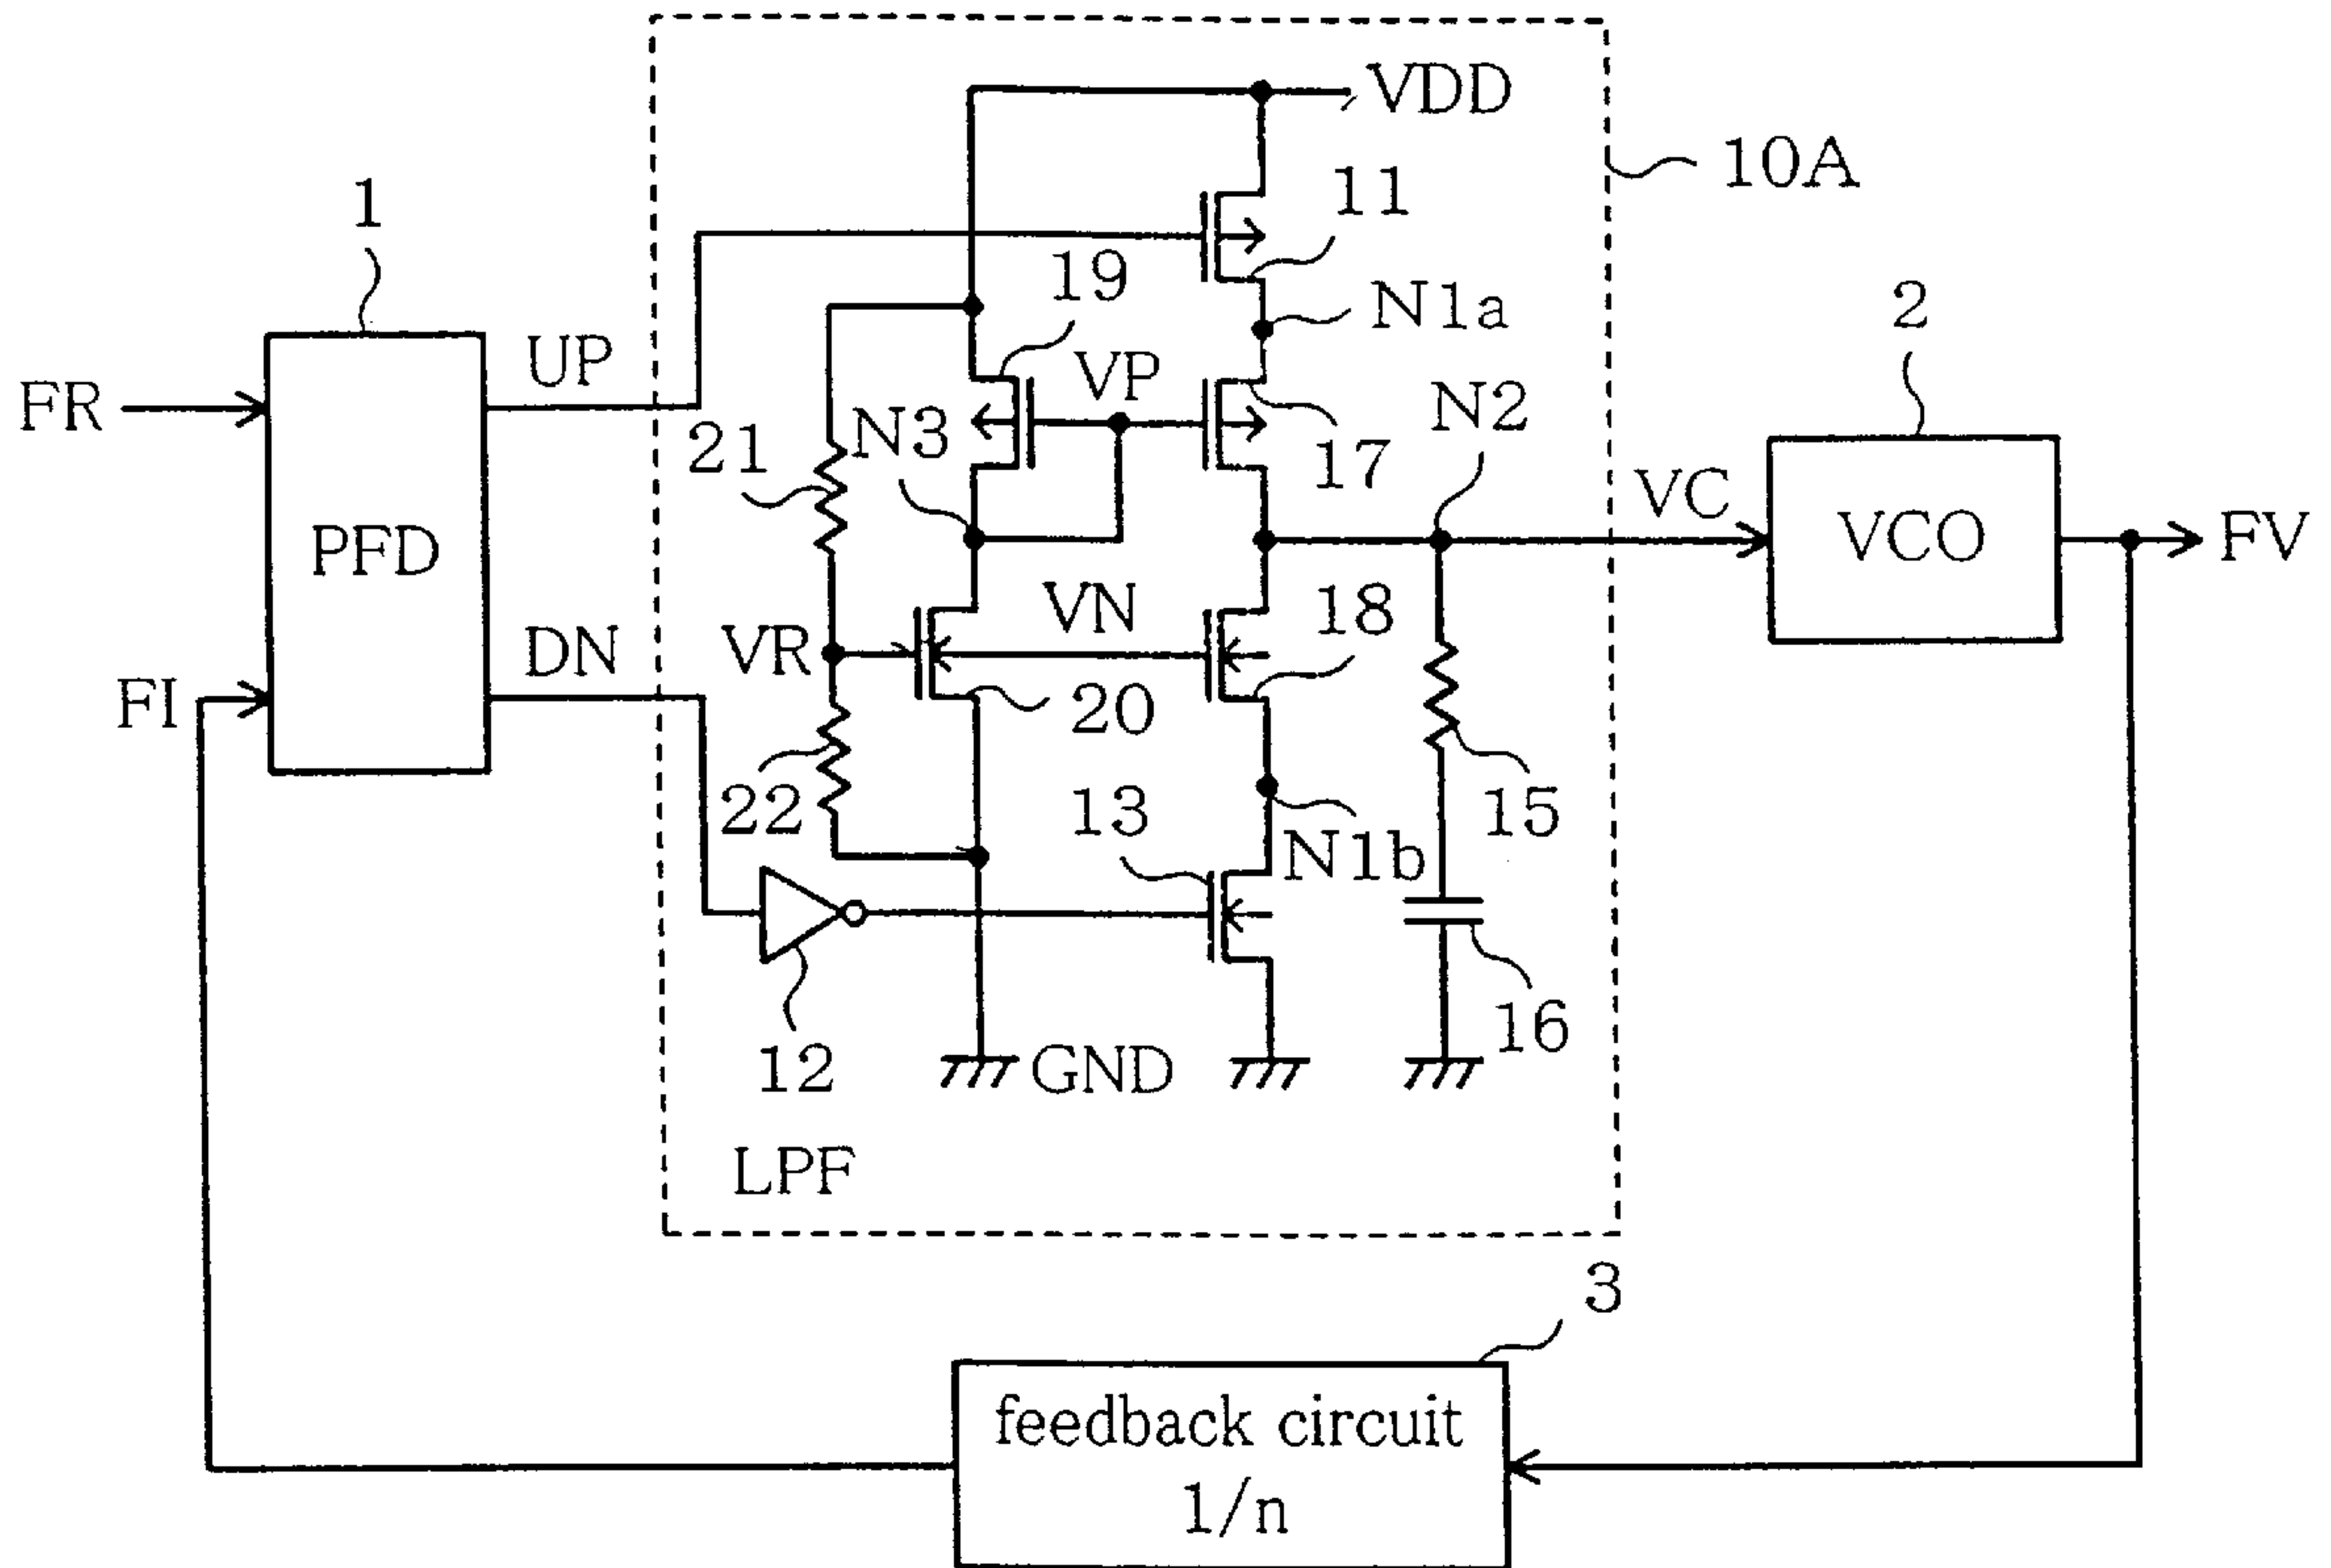 VDD
10A
1
11
19
N1a
2
UP
VP
N2
FR
N3
21
17
VC
PFD
VCO
FV
VN
18
DN
VR
FI
20
22
13
15
N1b
16
12
GND
LPF
3
feedback circuit
1/n